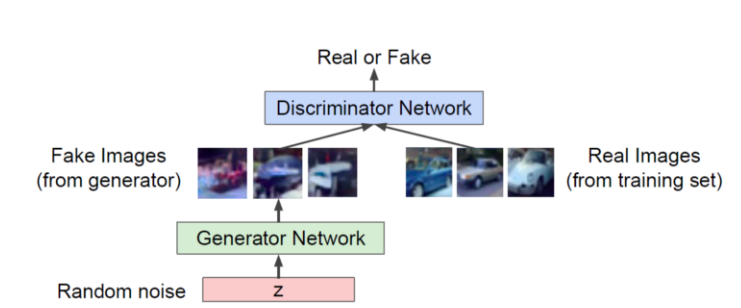 Real or Fake
Discriminator Network
Fake Images
(from generator)
Real Images
(from training set)
Generator Network
Random noise
z